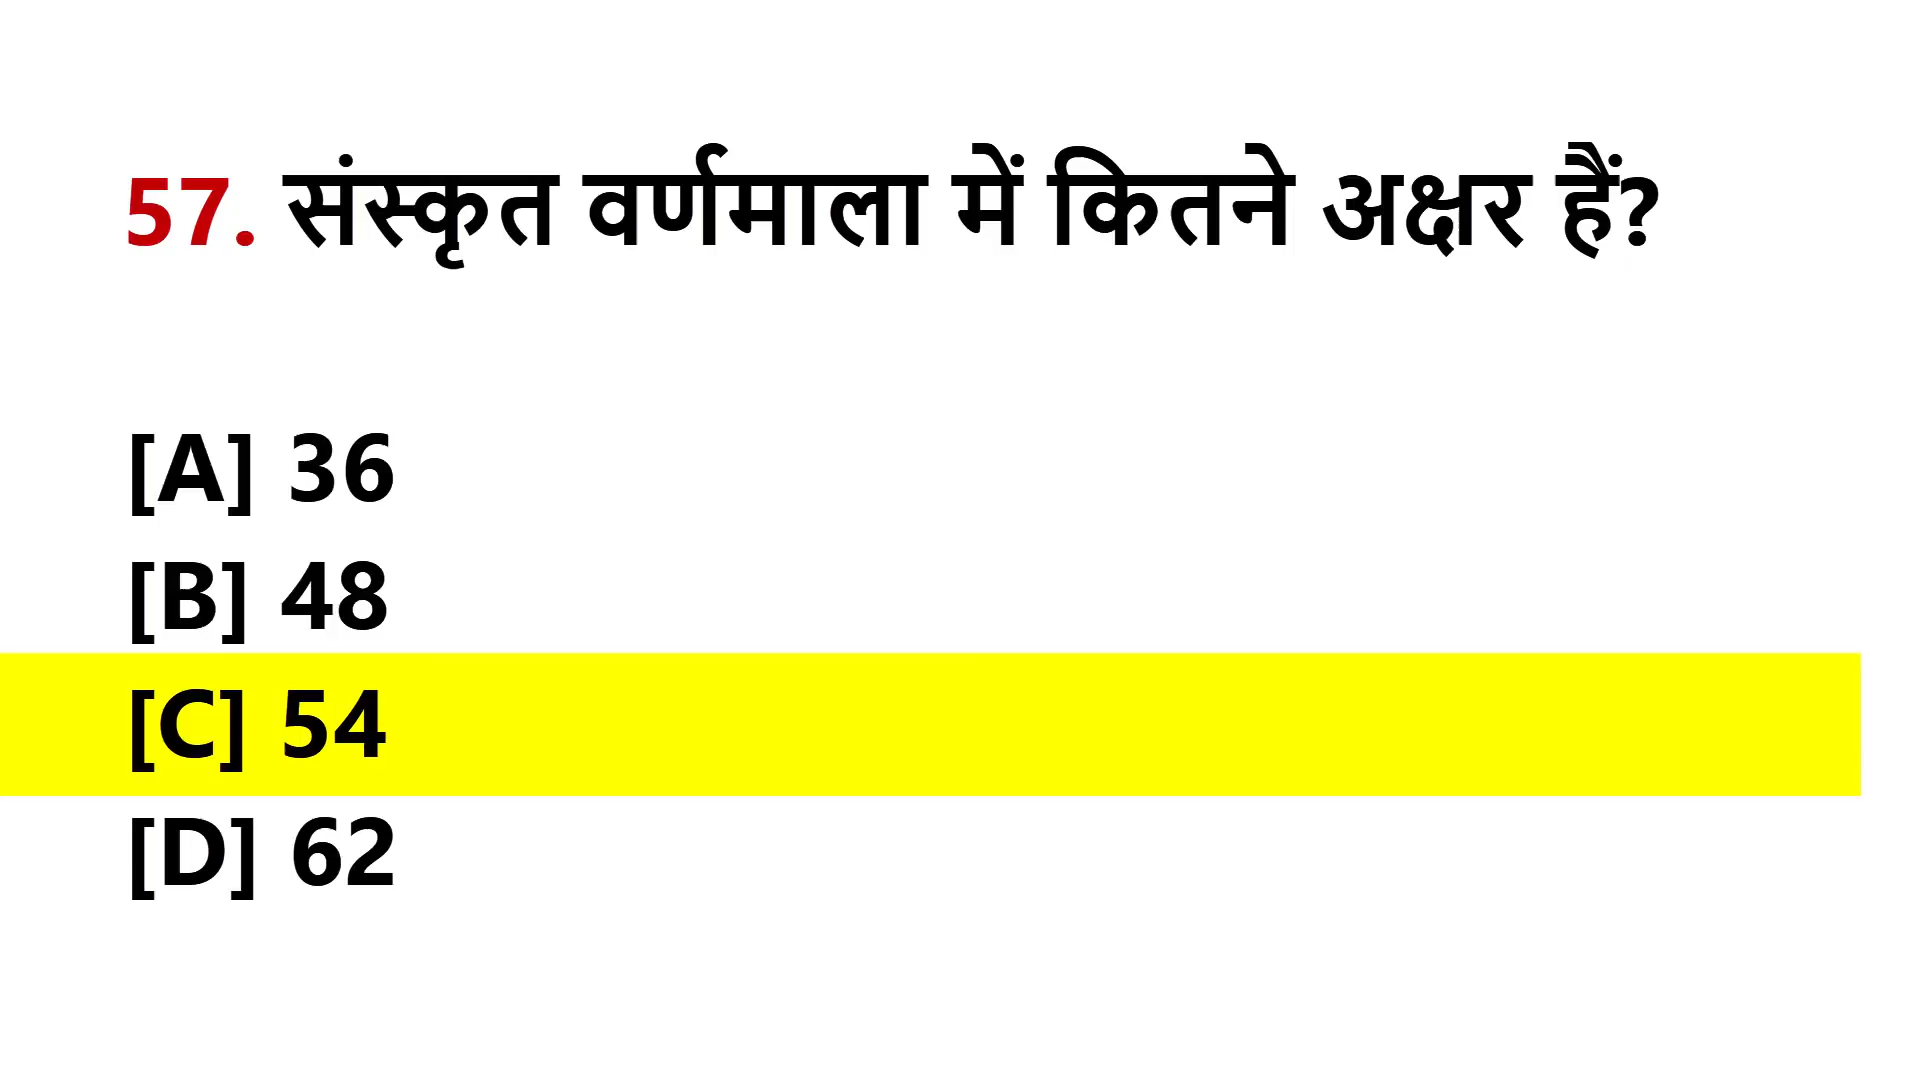 57. संस्कृत वर्णमाला में कितने अक्षर हैं?
[A] 36
[B] 48
[C] 54
[D] 62